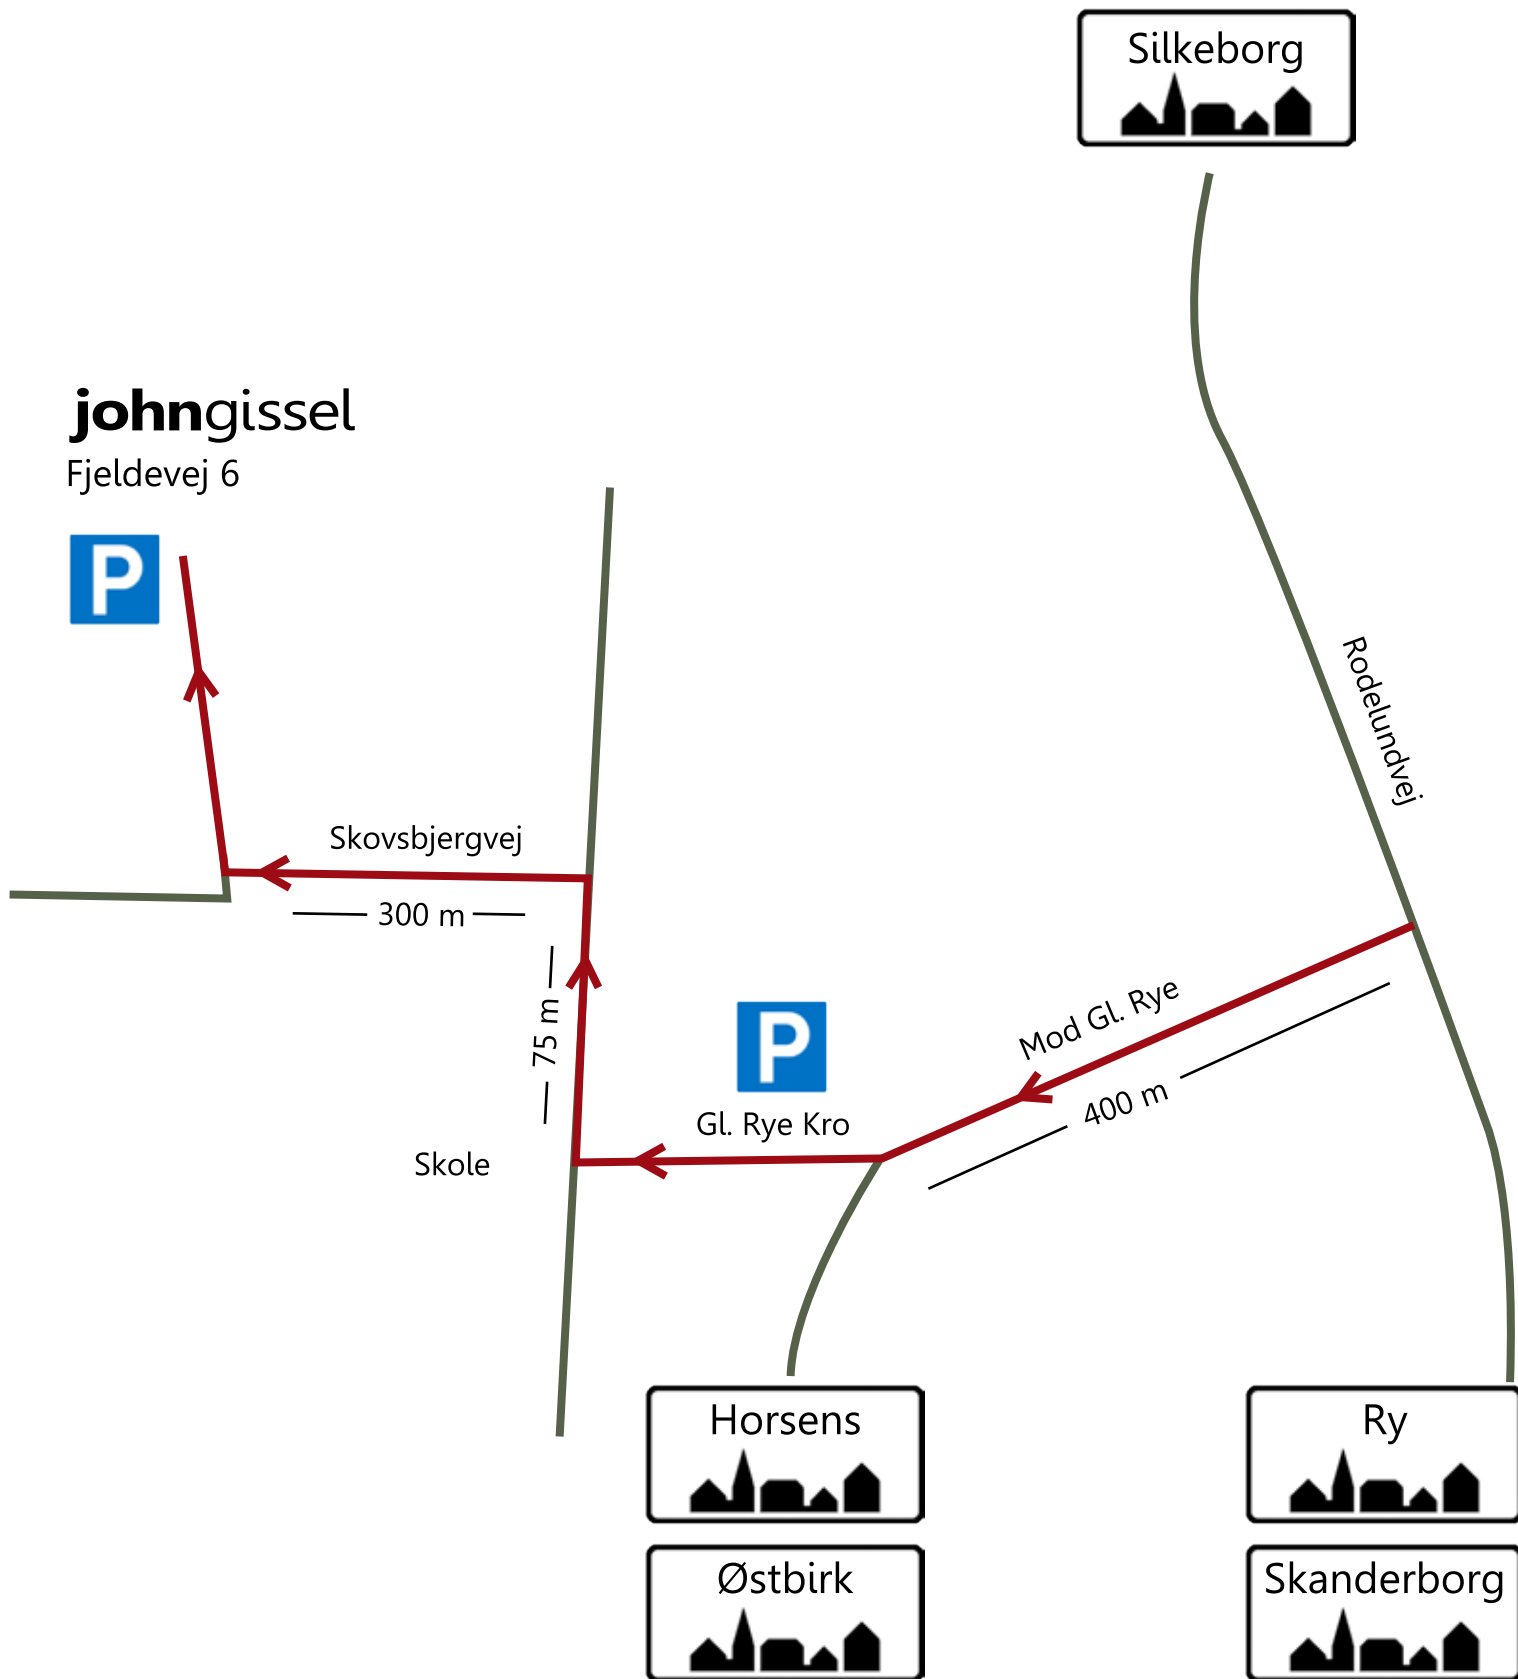 Silkeborg
johngissel
Fjeldevej 6
P
Rodelundvej
Skovsbjergvej
300 m
75 m
Mod Gl. Rye
400 m
P
Gl. Rye Kro
Skole
Horsens
Ry
Østbirk
Skanderborg